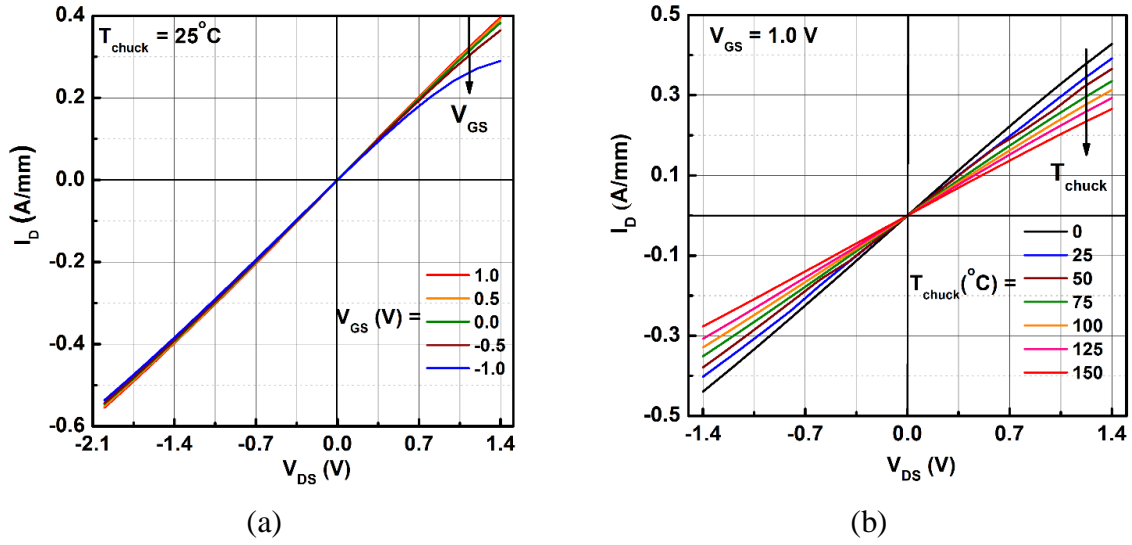 0.4
0.2
0.0
-0.2
-0.4
-0.6
I_D (A/mm)
T_chuck = 25°C
V_GS
V_GS (V) =
1.0
0.5
0.0
-0.5
-1.0
-2.1 -1.4 -0.7 0.0 0.7 1.4
V_DS (V)
(a)
0.5
0.3
0.1
-0.1
-0.3
-0.5
I_D (A/mm)
V_GS = 1.0 V
T_chuck
T_chuck(°C) =
0
25
50
75
100
125
150
-1.4 -0.7 0.0 0.7 1.4
V_DS (V)
(b)